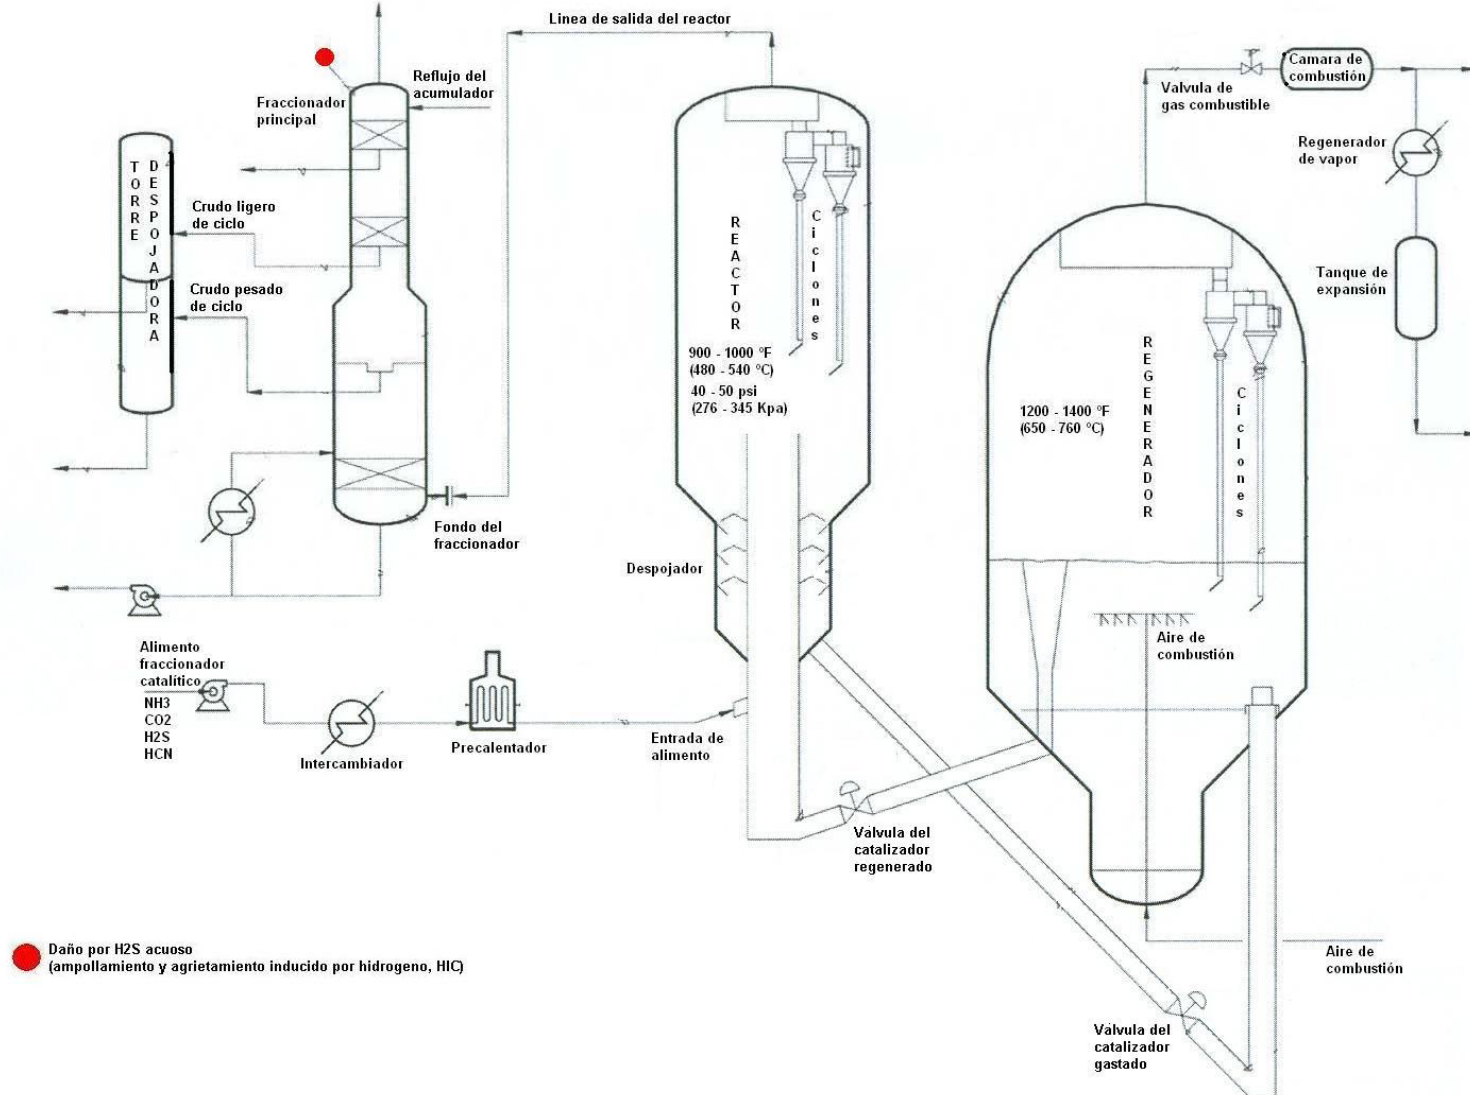 Linea de salida del reactor
Reflujo del
acumulador
Fraccionador
principal
TORRE
DESPOJADORA
Crudo ligero
de ciclo
Crudo pesado
de ciclo
Fondo del
fraccionador
REACTOR
Ciclones
900 - 1000 °F
(480 - 540 °C)
40 - 50 psi
(276 - 345 Kpa)
Despojador
Valvula de
gas combustible
Camara de
combustión
Regenerador
de vapor
Tanque de
expansión
REGENERADOR
Ciclones
1200 - 1400 °F
(650 - 760 °C)
Aire de
combustión
Alimento
fraccionador
catalítico
NH3
CO2
H2S
HCN
Intercambiador
Precalentador
Entrada de
alimento
Válvula del
catalizador
regenerado
Aire de
combustión
Válvula del
catalizador
gastado
Daño por H2S acuoso
(ampollamiento y agrietamiento inducido por hidrogeno, HIC)